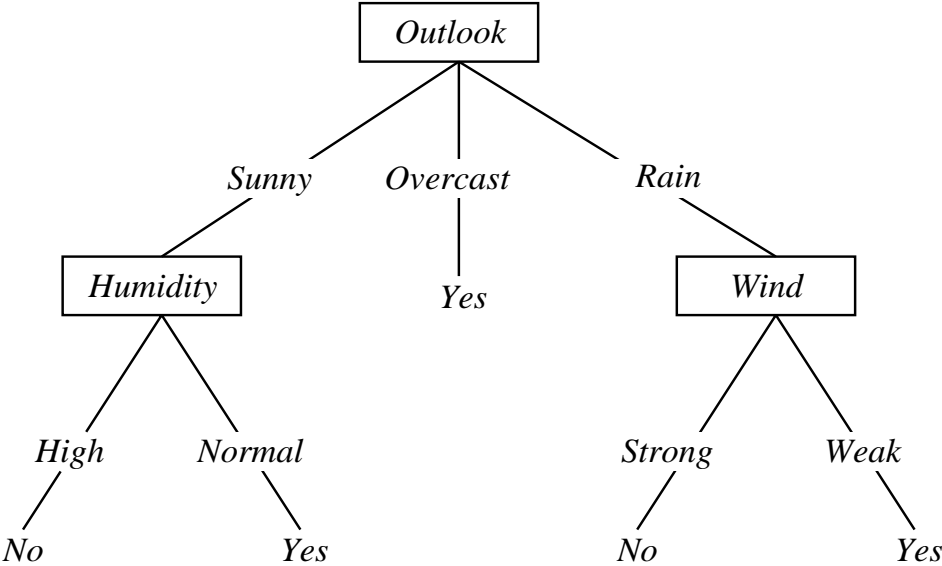 Outlook
Sunny Overcast Rain
Humidity Yes Wind
High Normal Strong Weak
No Yes No Yes